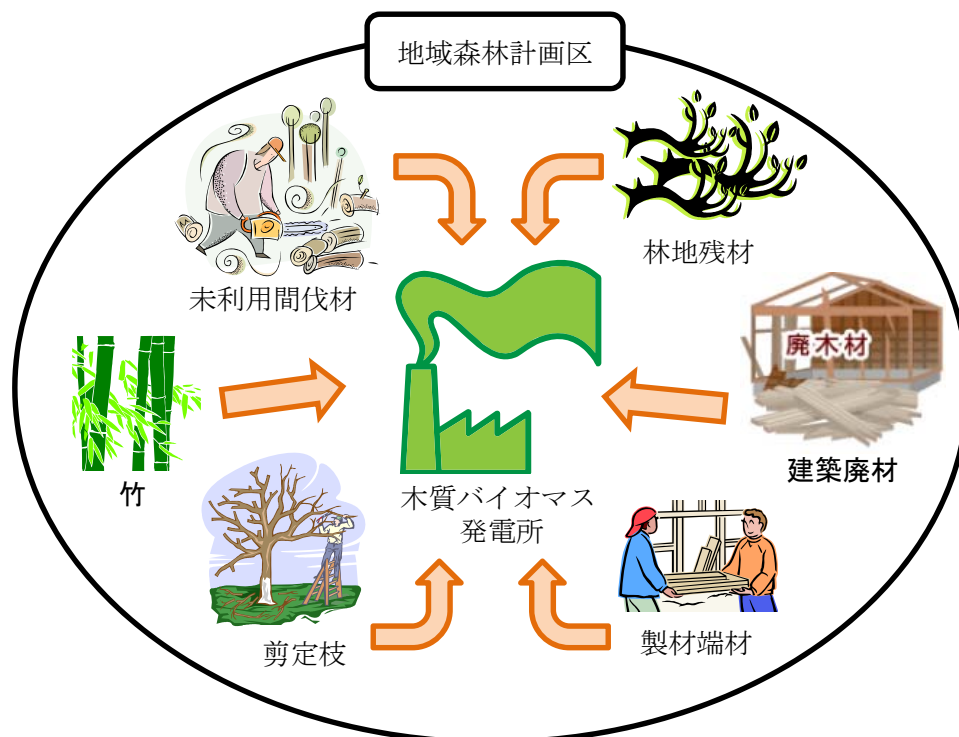 地域森林計画区
未利用間伐材
林地残材
廃木材
建築廃材
竹
木質バイオマス
発電所
剪定枝
製材端材